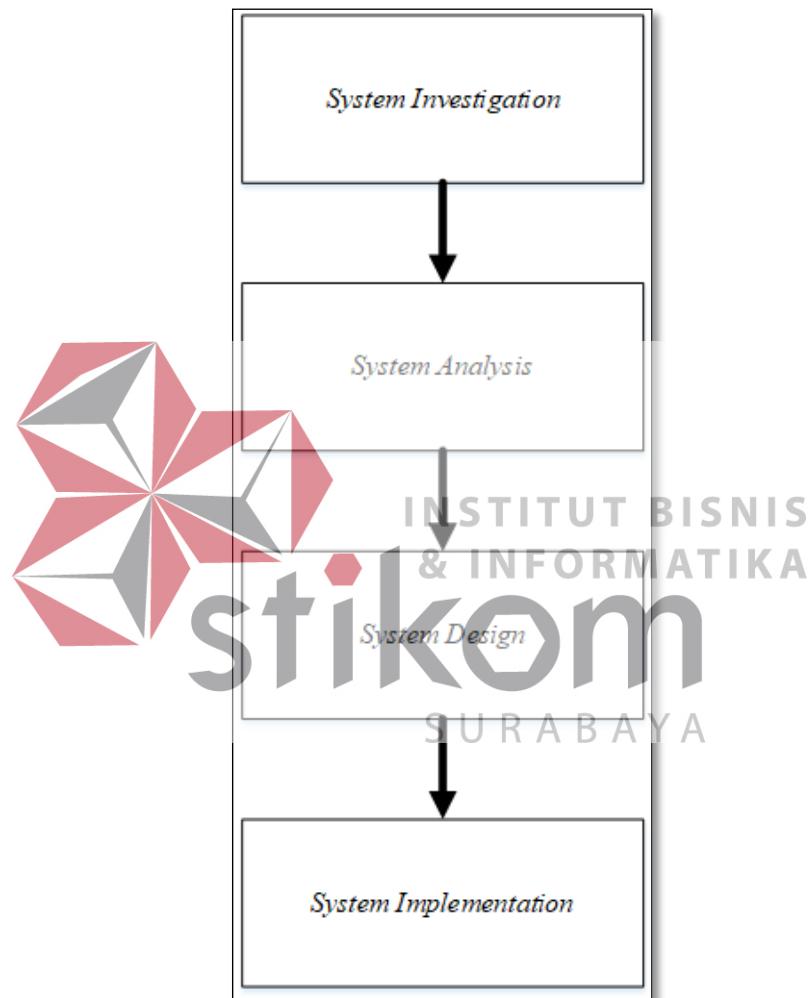 System Investigation
System Analysis
INSTITUT BISNIS
& INFORMATIKA
stikom
System Design
SURABAYA
System Implementation